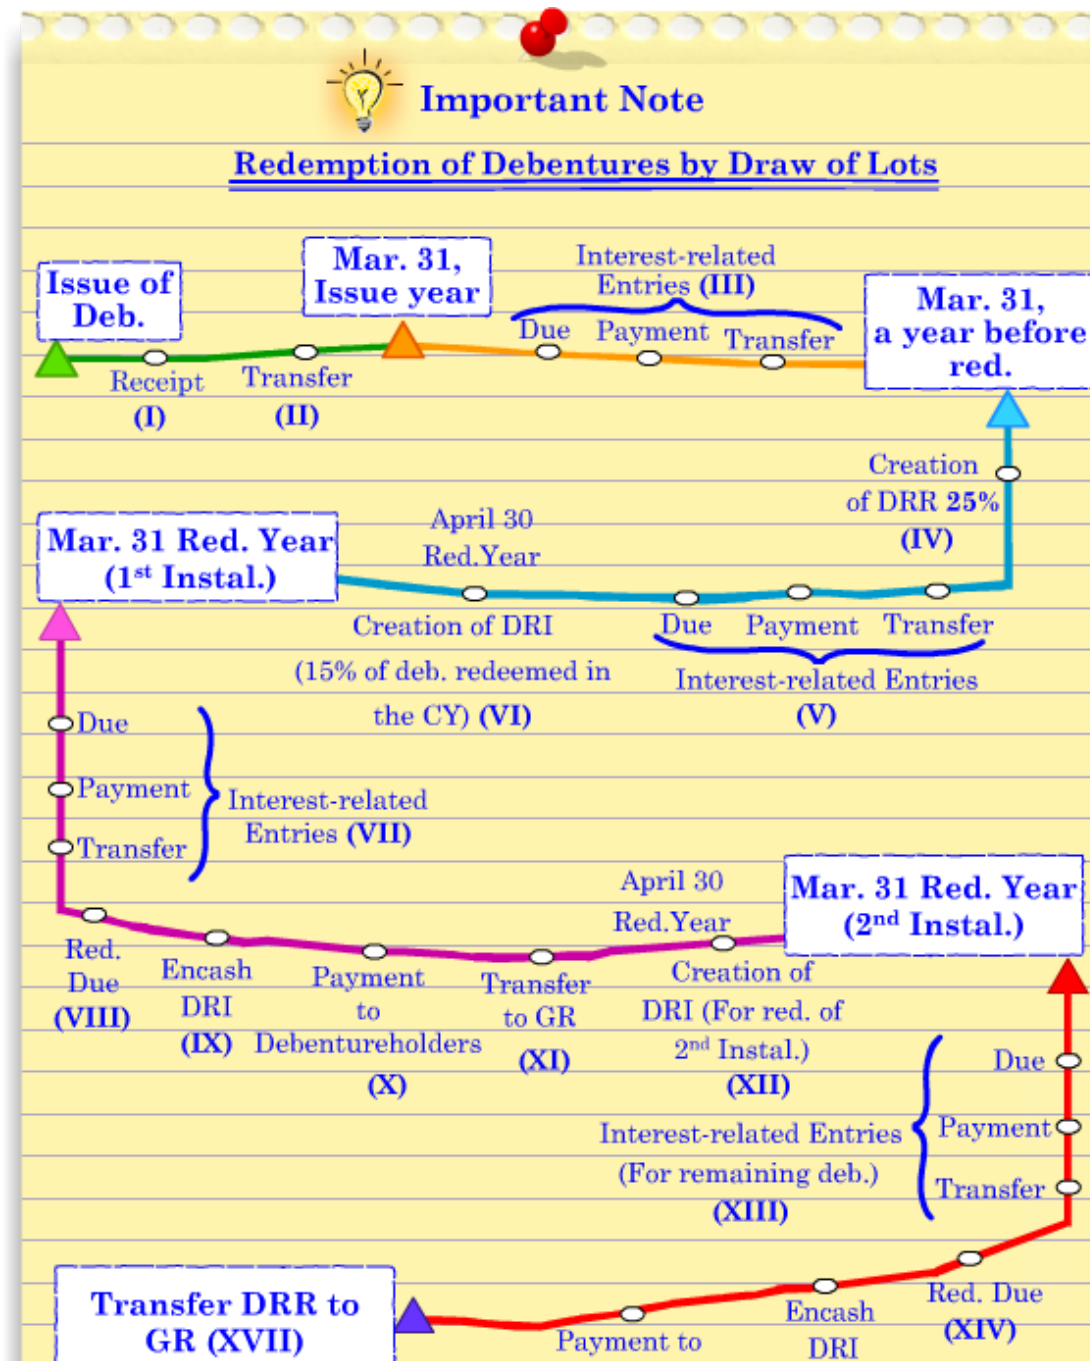 Important Note
Redemption of Debentures by Draw of Lots
Issue of
Deb.
Receipt
(I)
Transfer
(II)
Mar. 31,
Issue year
Interest-related
Entries (III)
Due
Payment
Transfer
Mar. 31,
a year before
red.
Creation
of DRR 25%
(IV)
Due
Payment
Transfer
Interest-related Entries
(V)
April 30
Red.Year
Creation of DRI
(15% of deb. redeemed in
the CY) (VI)
Mar. 31 Red. Year
(1st Instal.)
Due
Payment
Transfer
Interest-related
Entries (VII)
Red.
Due
(VIII)
Encash
DRI
(IX)
Payment
to
Debentureholders
(X)
Transfer
to GR
(XI)
April 30
Red.Year
Creation of
DRI (For red. of
2nd Instal.)
(XII)
Mar. 31 Red. Year
(2nd Instal.)
Due
Payment
Transfer
Interest-related Entries
(For remaining deb.)
(XIII)
Red. Due
(XIV)
Encash
DRI
Payment to
Transfer DRR to
GR (XVII)